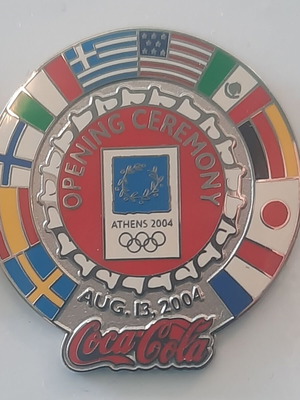 OPENING CEREMONY
ATHENS 2004
AUG. 13, 2004
Coca-Cola